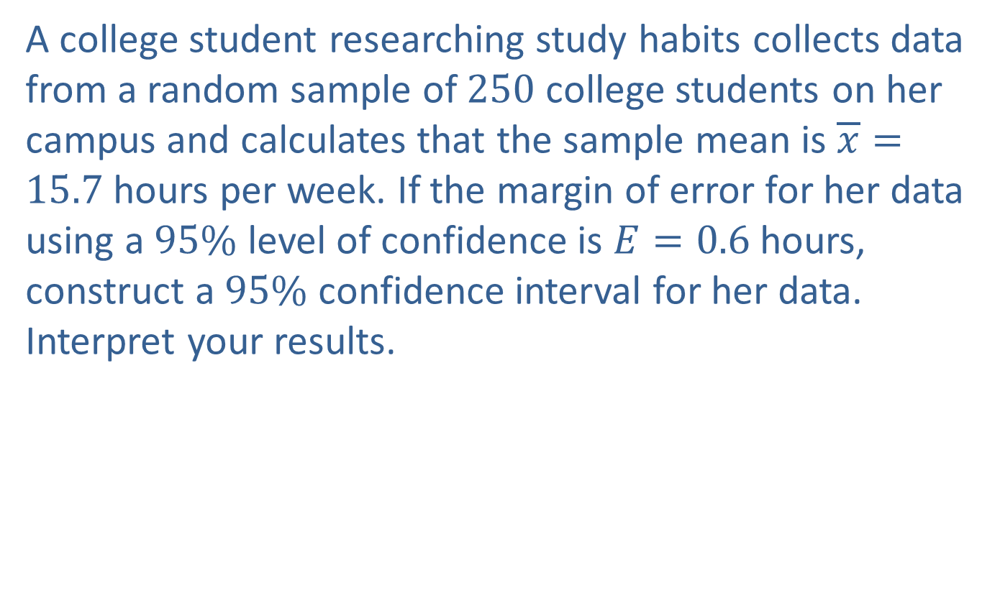 A college student researching study habits collects data
from a random sample of 250 college students on her
campus and calculates that the sample mean is x̅ =
15.7 hours per week. If the margin of error for her data
using a 95% level of confidence is E = 0.6 hours,
construct a 95% confidence interval for her data.
Interpret your results.